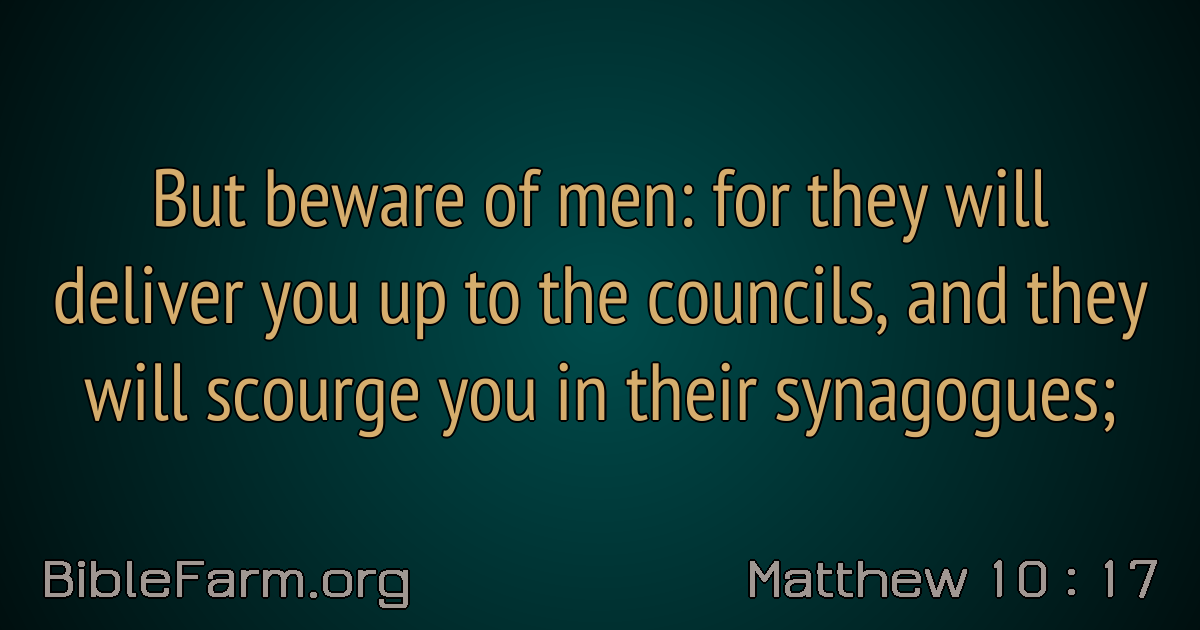 But beware of men: for they will
deliver you up to the councils, and they
will scourge you in their synagogues;
BibleFarm.org
Matthew 10 : 17